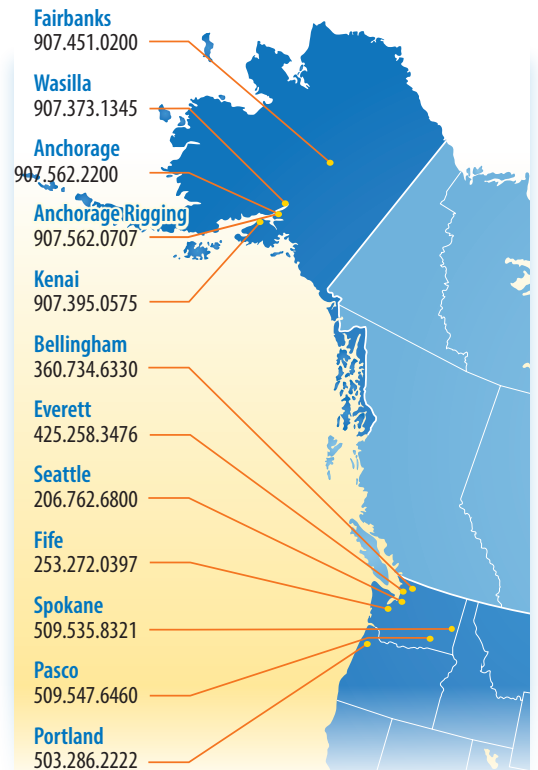 Fairbanks
907.451.0200
Wasilla
907.373.1345
Anchorage
907.562.2200
Anchorage Rigging
907.562.0707
Kenai
907.395.0575
Bellingham
360.734.6330
Everett
425.258.3476
Seattle
206.762.6800
Fife
253.272.0397
Spokane
509.535.8321
Pasco
509.547.6460
Portland
503.286.2222